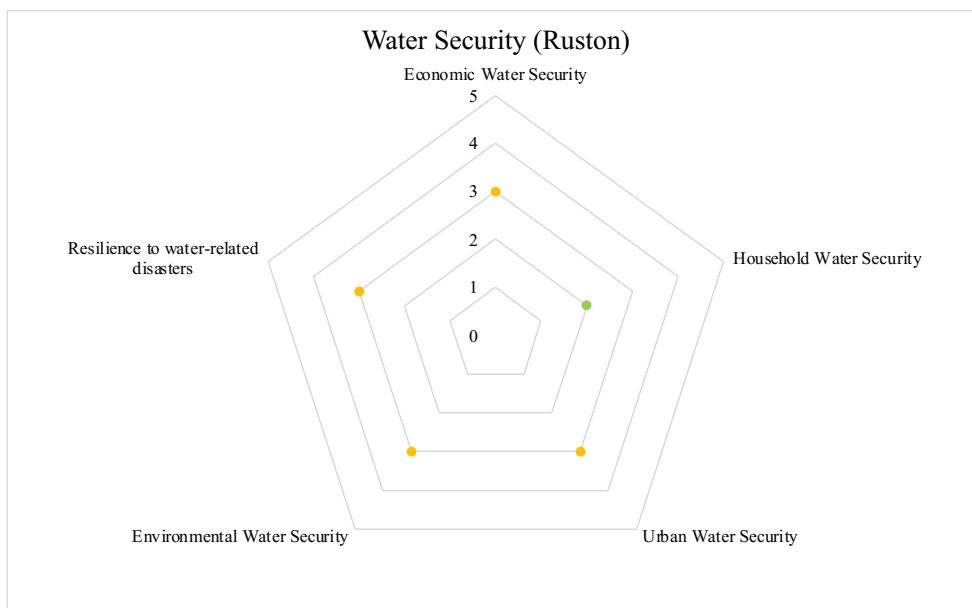 Water Security (Ruston)
Economic Water Security
5
4
3
2
1
0
Household Water Security
Urban Water Security
Environmental Water Security
Resilience to water-related
disasters